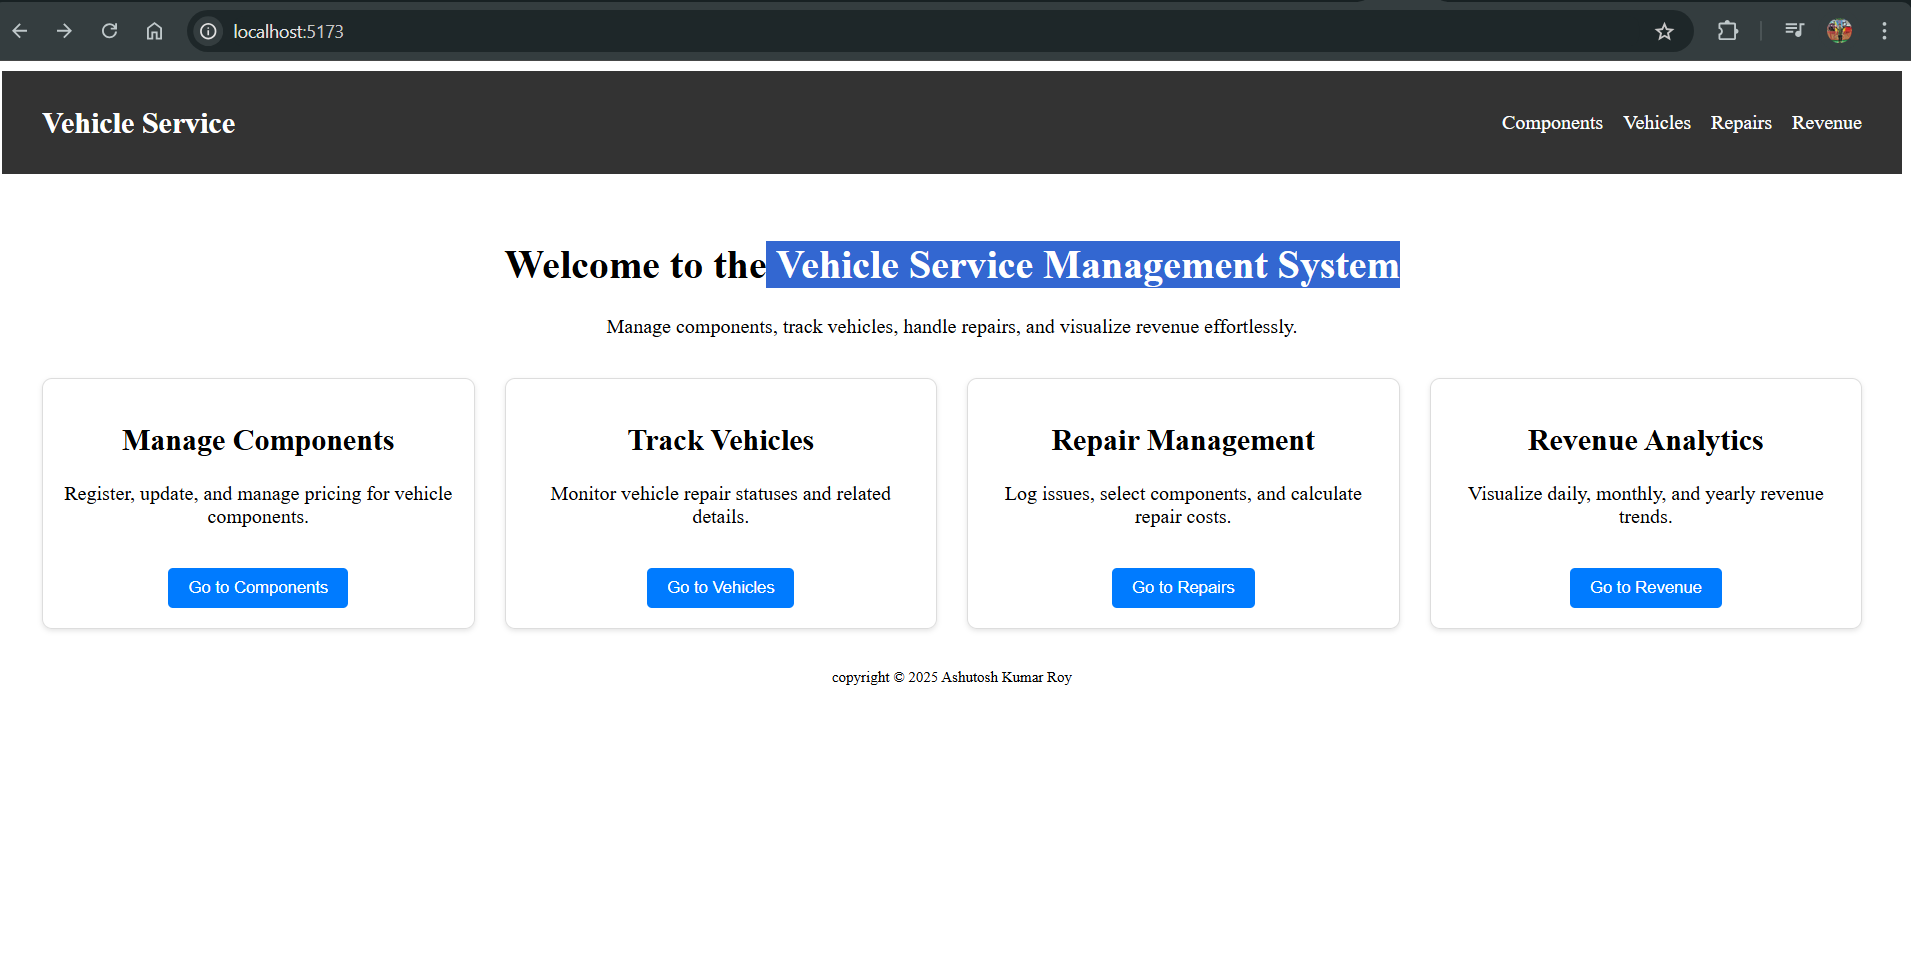 localhost:5173
Vehicle Service
Components Vehicles Repairs Revenue
Welcome to the Vehicle Service Management System
Manage components, track vehicles, handle repairs, and visualize revenue effortlessly.
Manage Components
Register, update, and manage pricing for vehicle
components.
Go to Components
Track Vehicles
Monitor vehicle repair statuses and related
details.
Go to Vehicles
Repair Management
Log issues, select components, and calculate
repair costs.
Go to Repairs
Revenue Analytics
Visualize daily, monthly, and yearly revenue
trends.
Go to Revenue
copyright © 2025 Ashutosh Kumar Roy